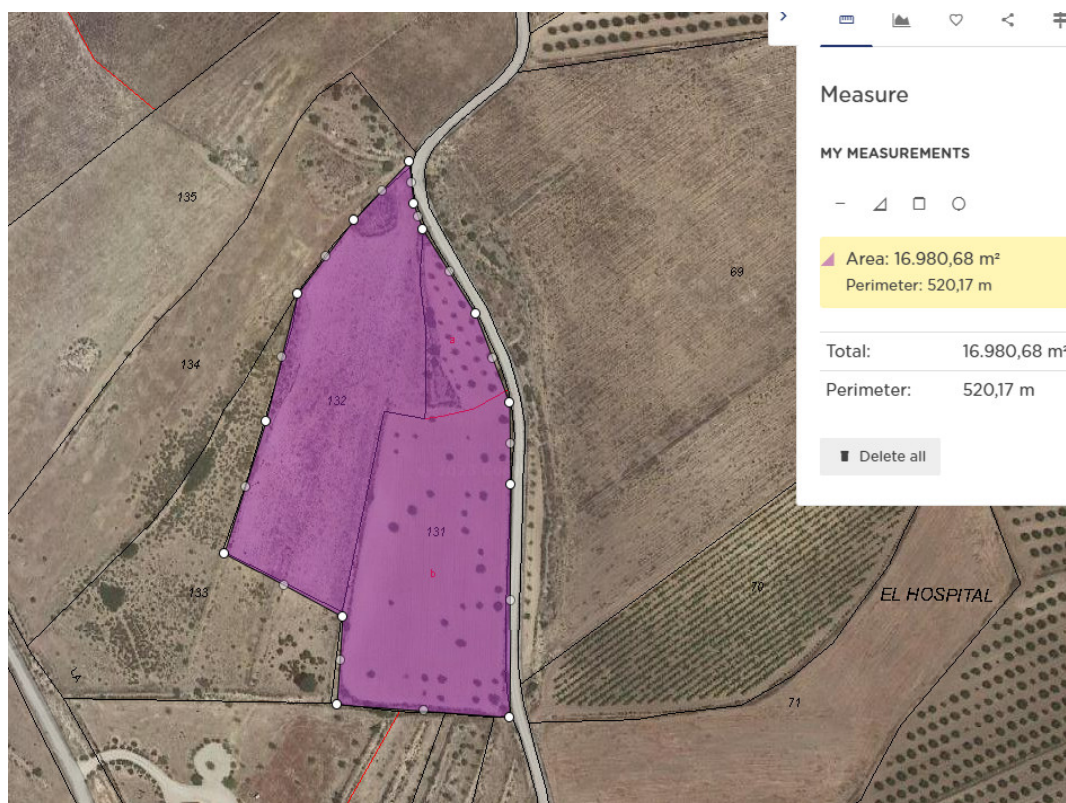 Measure
MY MEASUREMENTS
Area: 16.980,68 m²
Perimeter: 520,17 m
Total: 16.980,68 m²
Perimeter: 520,17 m
Delete all
135
69
a
134
132
131
b
133
70
EL HOSPITAL
71